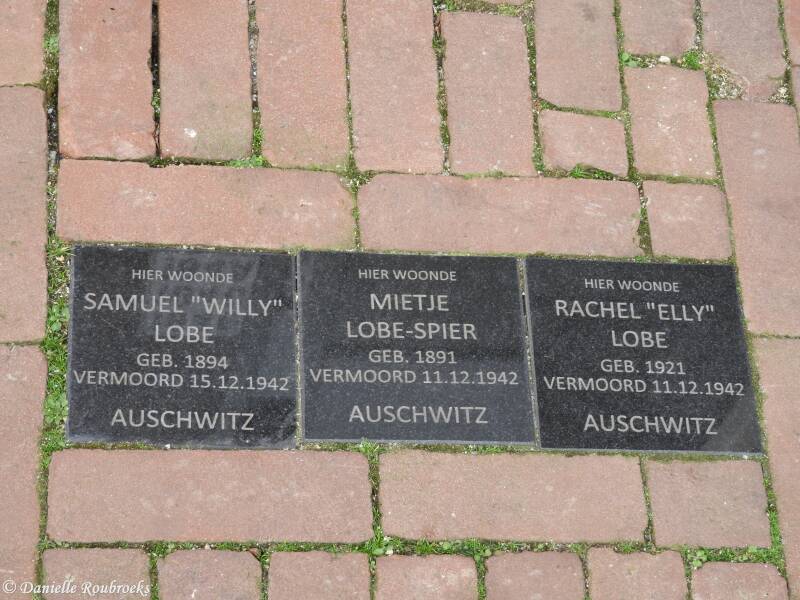 HIER WOONDE
SAMUEL "WILLY"
LOBE
GEB. 1894
VERMOORD 15.12.1942
AUSCHWITZ
HIER WOONDE
MIETJE
LOBE-SPIER
GEB. 1891
VERMOORD 11.12.1942
AUSCHWITZ
HIER WOONDE
RACHEL "ELLY"
LOBE
GEB. 1921
VERMOORD 11.12.1942
AUSCHWITZ
© Danielle Roubroeks